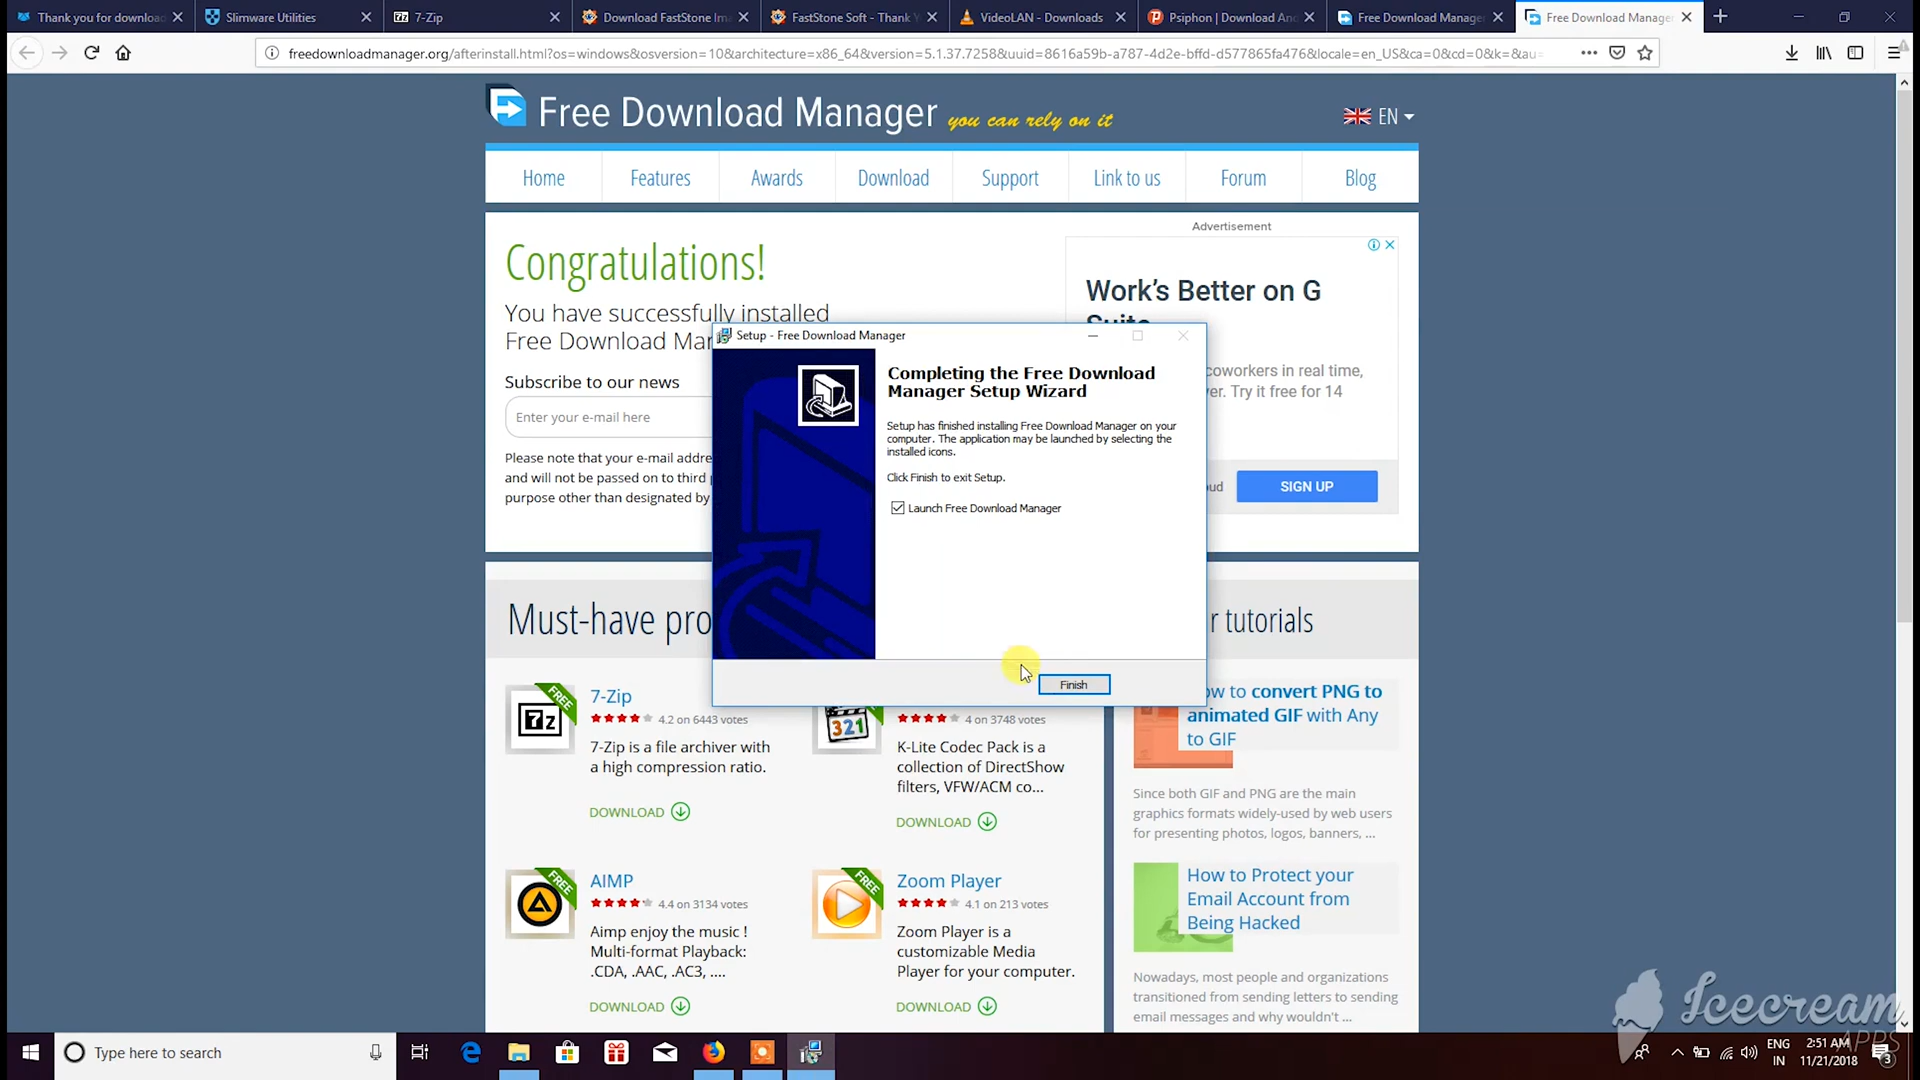 Thank you for downloa
Slimware Utilities
7-Zip
Download FastStone Ima
FastStone Soft - Thank Y
VideoLAN - Downloads
Psiphon | Download And
Free Download Manager
Free Download Manager
freedownloadmanager.org/afterinstall.html?os=windows&osversion=10&architecture=x86_64&version=5.1.37.7258&uuid=8616a59b-a787-4d2e-bffd-d577865fa476&locale=en_US&ca=0&cd=0&k=&au=
Free Download Manager you can rely on it
EN
Home Features Awards Download Support Link to us Forum Blog
Congratulations!
You have successfully installed
Free Download Mar
Subscribe to our news
Enter your e-mail here
Please note that your e-mail addre
and will not be passed on to third p
purpose other than designated by
Advertisement
Work's Better on G
Suite
coworkers in real time,
ver. Try it free for 14
oud
SIGN UP
Setup - Free Download Manager
Completing the Free Download
Manager Setup Wizard
Setup has finished installing Free Download Manager on your
computer. The application may be launched by selecting the
installed icons.
Click Finish to exit Setup.
Launch Free Download Manager
Finish
Must-have pro
r tutorials
FREE
7z
7-Zip
4.2 on 6443 votes
7-Zip is a file archiver with
a high compression ratio.
DOWNLOAD
321
4 on 3748 votes
K-Lite Codec Pack is a
collection of DirectShow
filters, VFW/ACM co...
DOWNLOAD
FREE
AIMP
4.4 on 3134 votes
Aimp enjoy the music !
Multi-format Playback:
.CDA, .AAC, .AC3, ....
DOWNLOAD
FREE
Zoom Player
4.1 on 213 votes
Zoom Player is a
customizable Media
Player for your computer.
DOWNLOAD
ow to convert PNG to
animated GIF with Any
to GIF
Since both GIF and PNG are the main
graphics formats widely-used by web users
for presenting photos, logos, banners, ...
How to Protect your
Email Account from
Being Hacked
Nowadays, most people and organizations
transitioned from sending letters to sending
email messages and why wouldn't ...
Icecream
APPS
Type here to search
ENG
IN
2:51 AM
11/21/2018
3